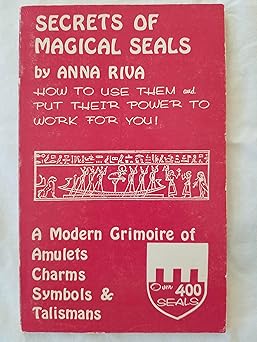 SECRETS OF
MAGICAL SEALS
by ANNA RIVA
HOW TO USE THEM and
PUT THEIR POWER TO
WORK FOR YOU!
A Modern Grimoire of
Amulets
Charms
Symbols &
Talismans
Over
400
SEALS